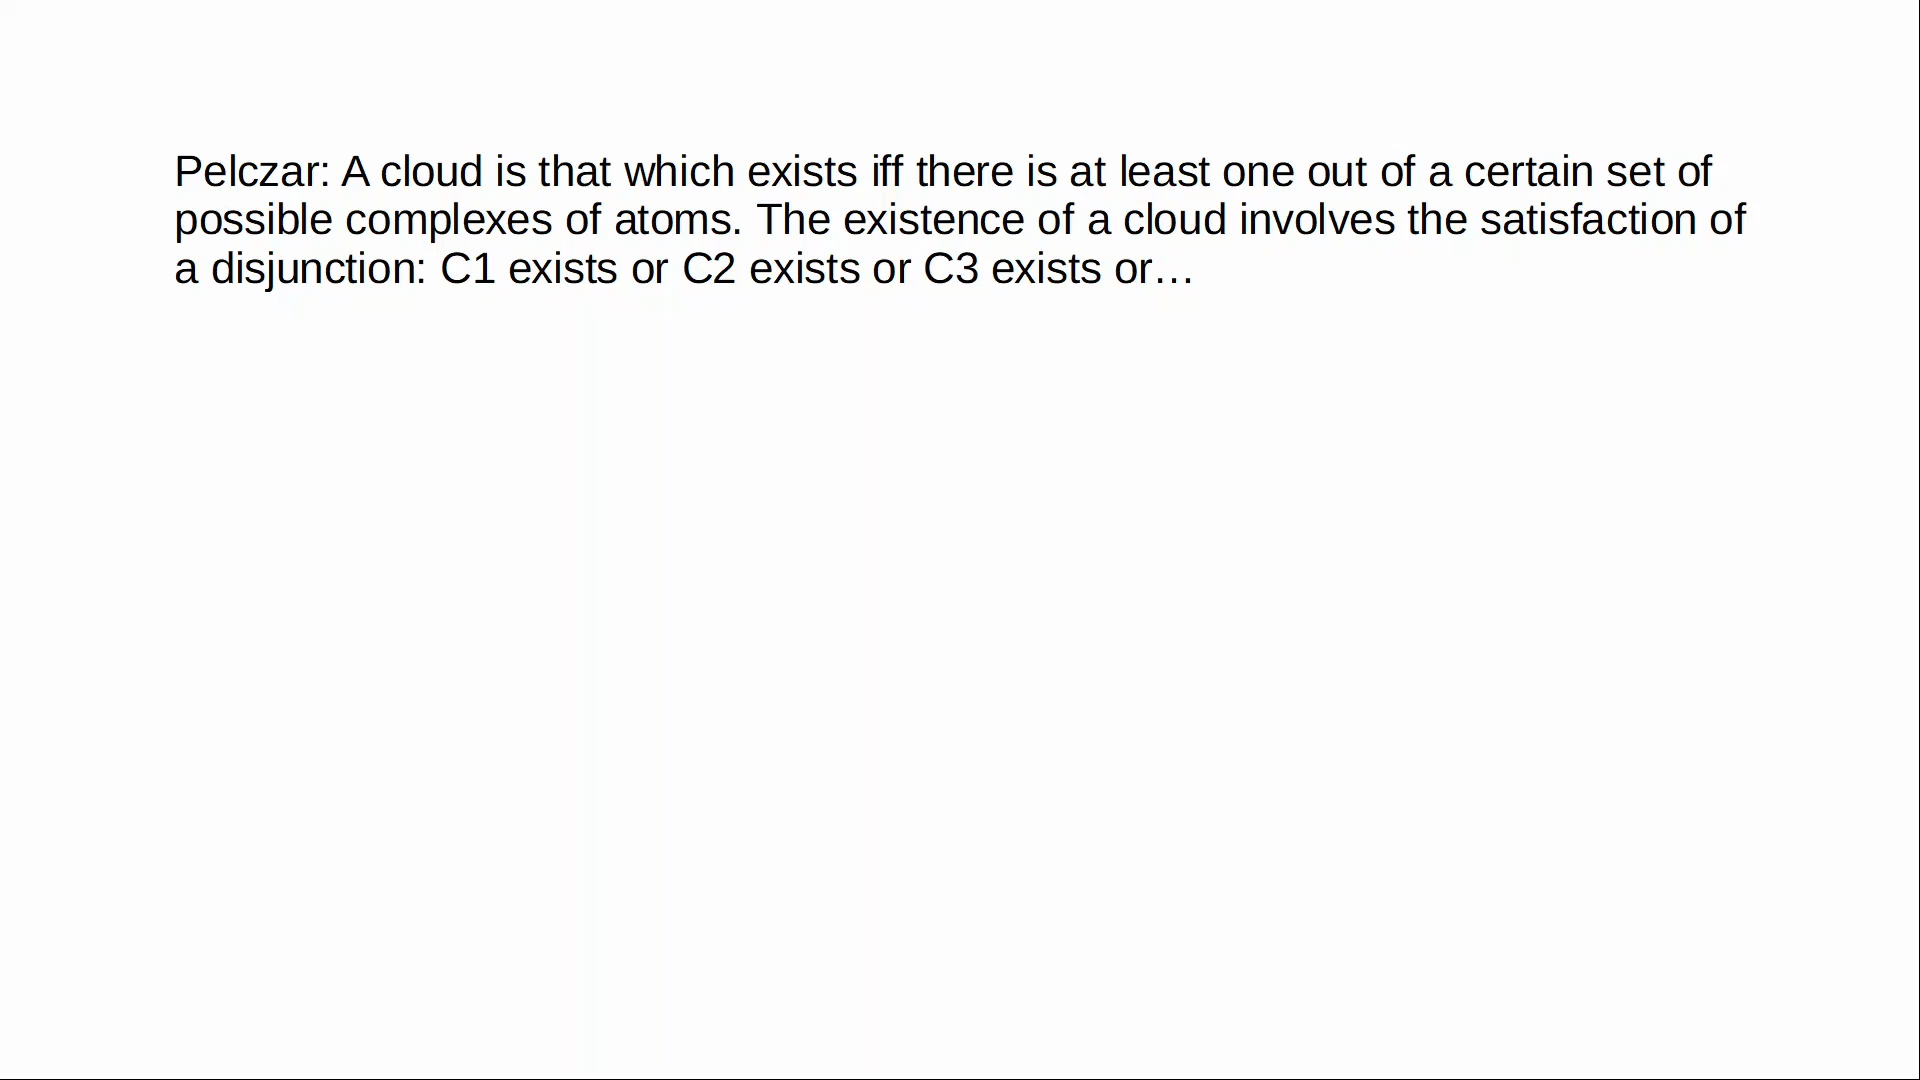 Pelczar: A cloud is that which exists iff there is at least one out of a certain set of
possible complexes of atoms. The existence of a cloud involves the satisfaction of
a disjunction: C1 exists or C2 exists or C3 exists or…